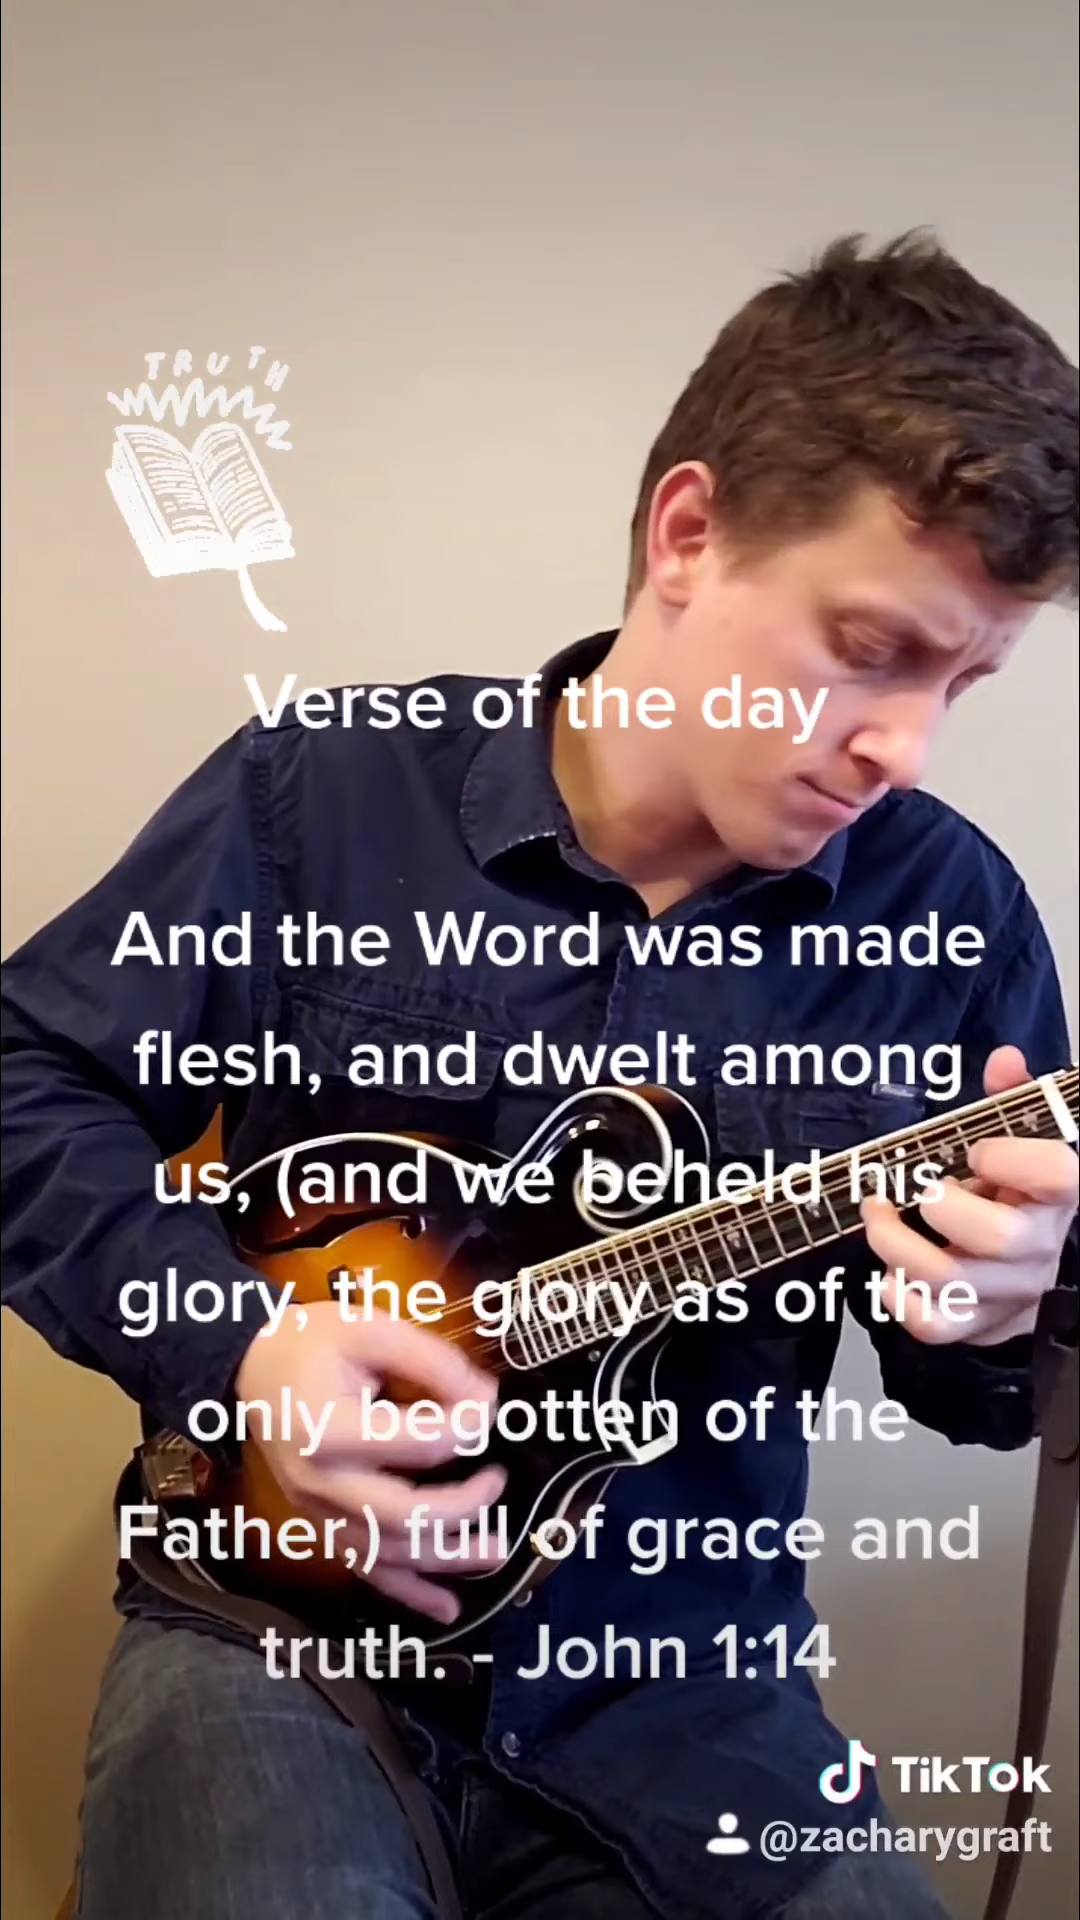 TRUTH
Verse of the day
And the Word was made
flesh, and dwelt among
us, (and we beheld his
glory, the glory as of the
only begotten of the
Father,) full of grace and
truth. - John 1:14
TikTok
@zacharygraft